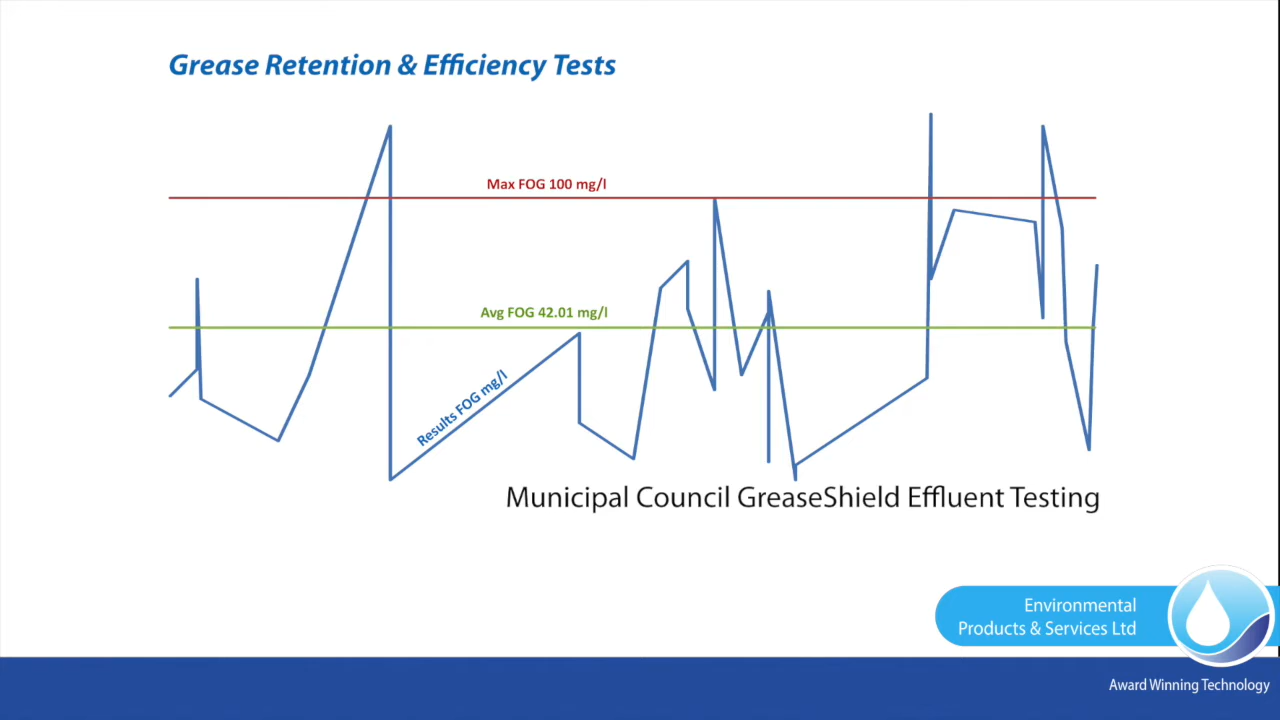 Grease Retention & Efficiency Tests
Max FOG 100 mg/l
Avg FOG 42.01 mg/l
Results FOG mg/l
Municipal Council GreaseShield Effluent Testing
Environmental
Products & Services Ltd
Award Winning Technology